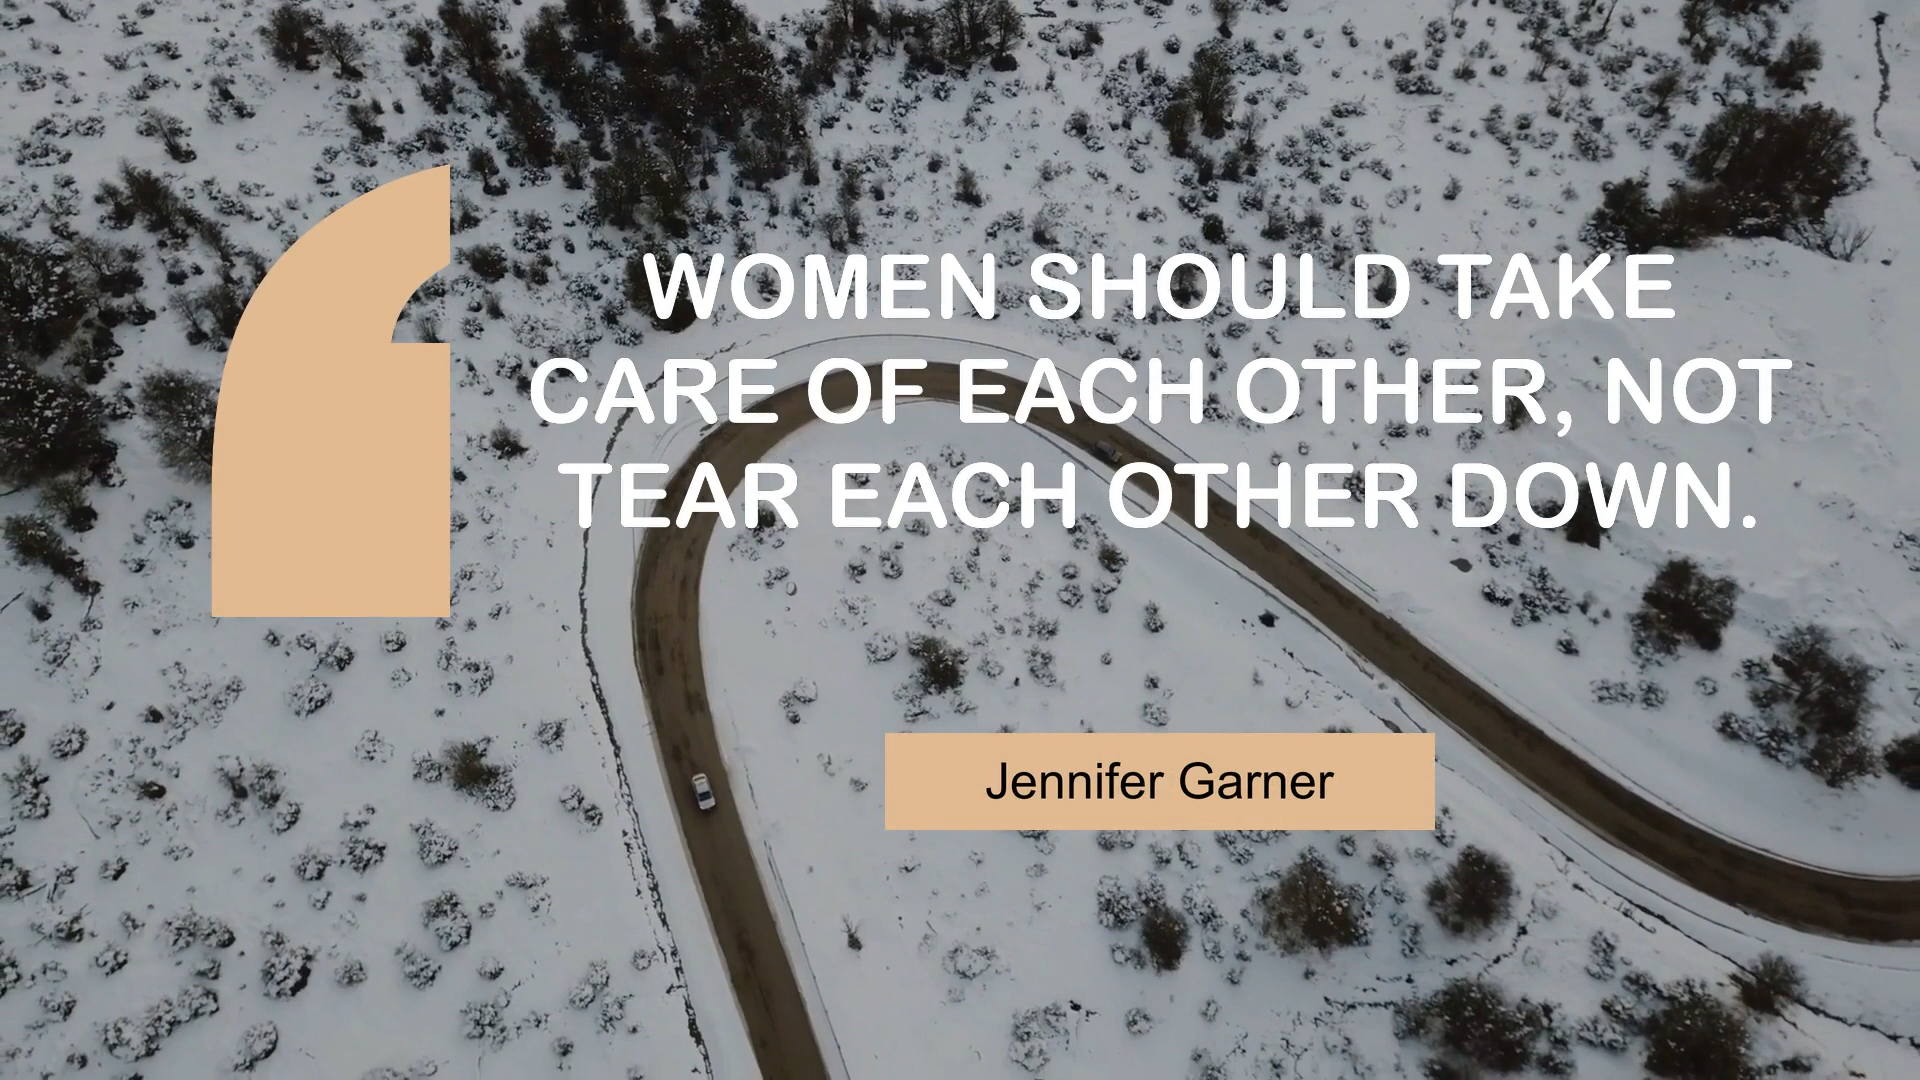 WOMEN SHOULD TAKE
CARE OF EACH OTHER, NOT
TEAR EACH OTHER DOWN.
Jennifer Garner